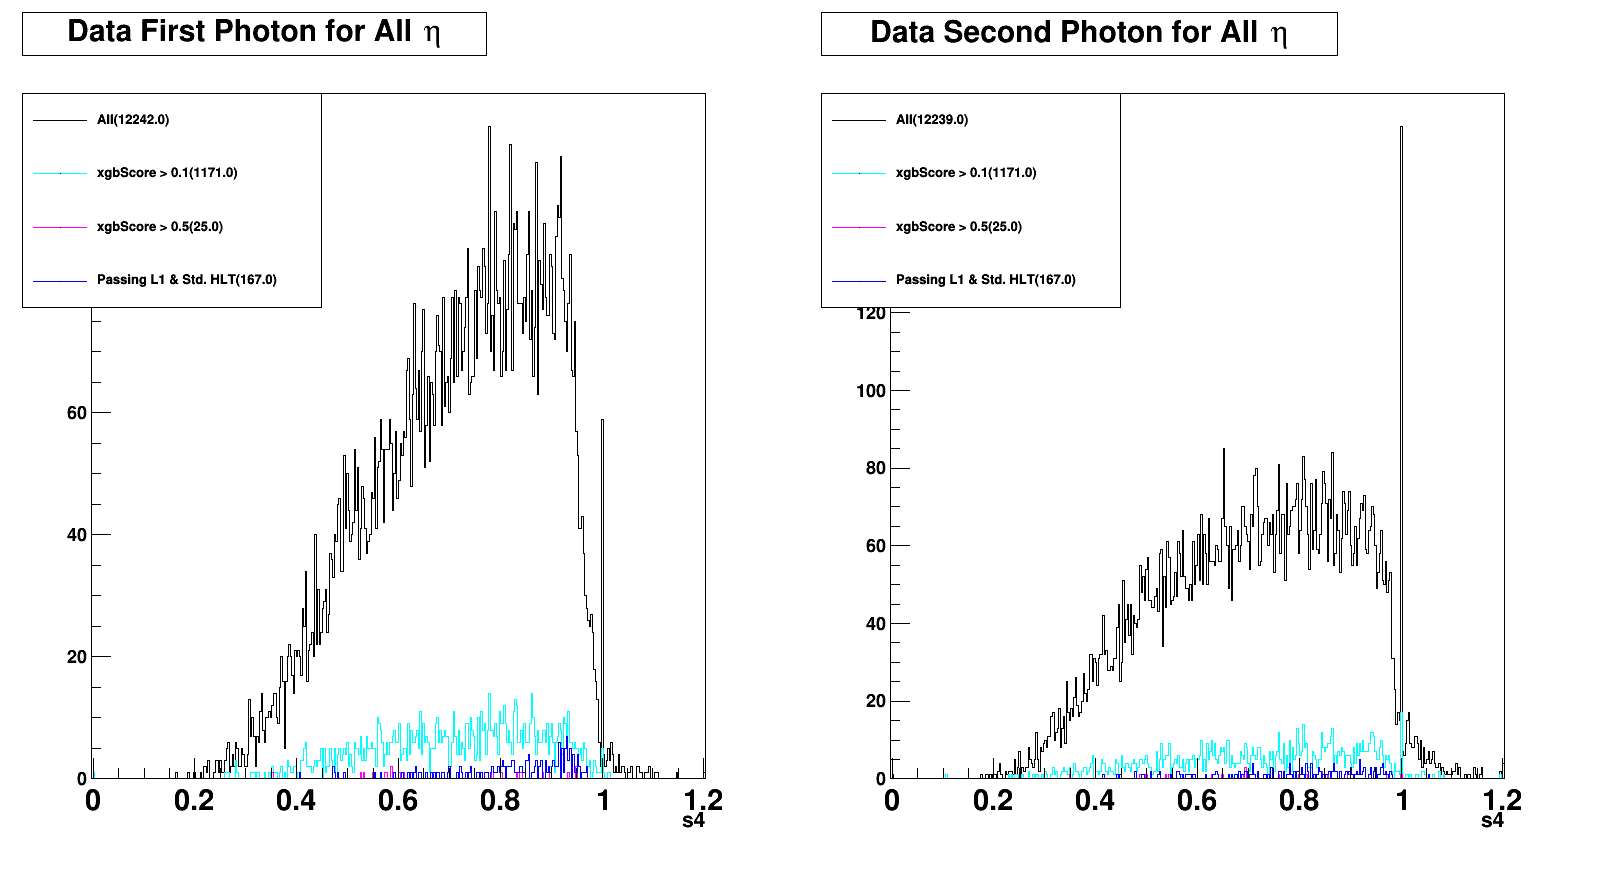 Data First Photon for All η
All(12242.0)
xgbScore > 0.1(1171.0)
xgbScore > 0.5(25.0)
Passing L1 & Std. HLT(167.0)
60
40
20
0
0 0.2 0.4 0.6 0.8 1 1.2
s4
Data Second Photon for All η
All(12239.0)
xgbScore > 0.1(1171.0)
xgbScore > 0.5(25.0)
Passing L1 & Std. HLT(167.0)
120
100
80
60
40
20
0
0 0.2 0.4 0.6 0.8 1 1.2
s4